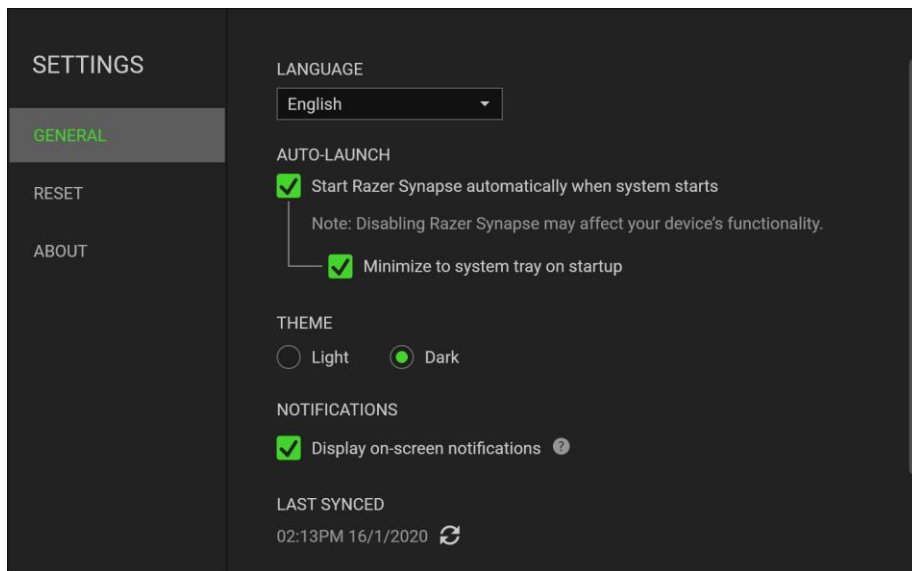 SETTINGS
GENERAL
RESET
ABOUT
LANGUAGE
English
AUTO-LAUNCH
Start Razer Synapse automatically when system starts
Note: Disabling Razer Synapse may affect your device’s functionality.
Minimize to system tray on startup
THEME
Light
Dark
NOTIFICATIONS
Display on-screen notifications ?
LAST SYNCED
02:13PM 16/1/2020